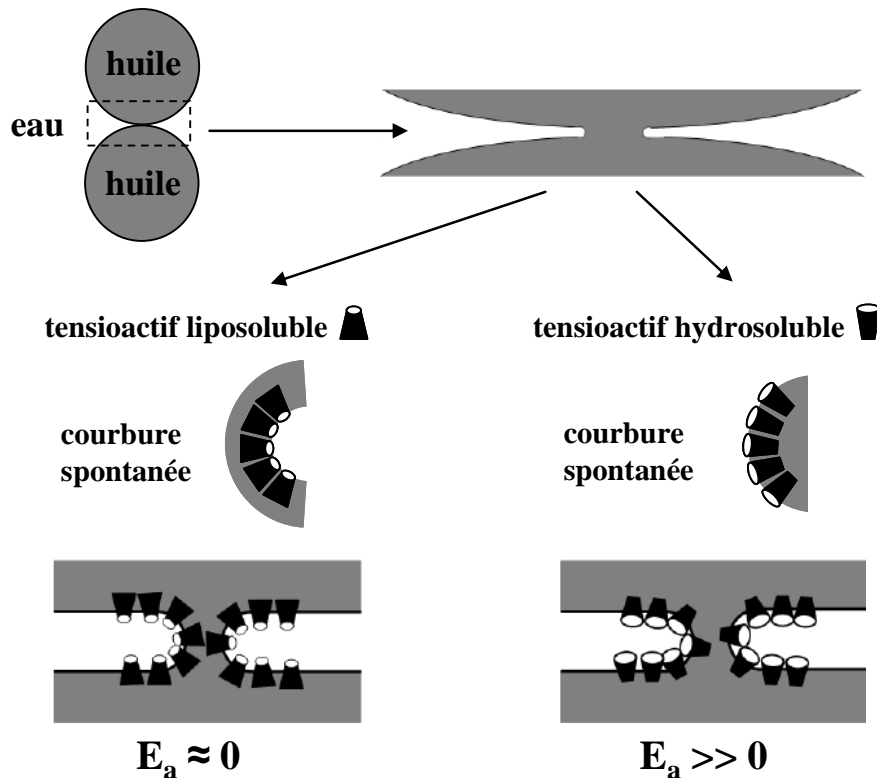 huile
eau
huile
tensioactif liposoluble
tensioactif hydrosoluble
courbure
spontanée
courbure
spontanée
Ea ≈ 0
Ea >> 0